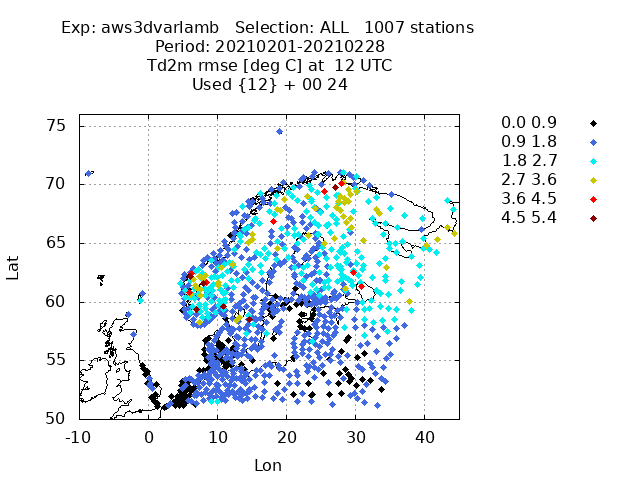 Exp: aws3dvarlamb   Selection: ALL   1007 stations
Period: 20210201-20210228
Td2m rmse [deg C] at  12 UTC
Used {12} + 00 24
0.0 0.9
0.9 1.8
1.8 2.7
2.7 3.6
3.6 4.5
4.5 5.4
75
70
65
60
55
50
Lat
-10 0 10 20 30 40
Lon